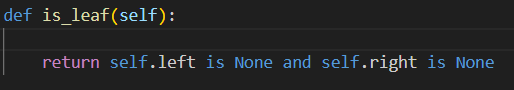 def is_leaf(self):
    return self.left is None and self.right is None